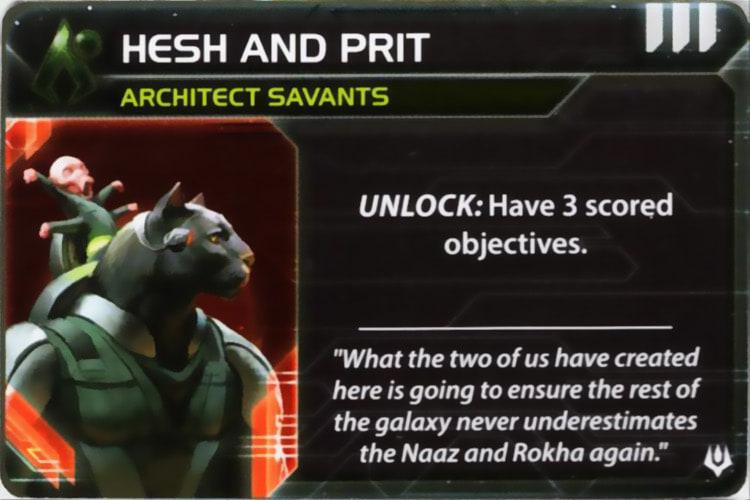 HESH AND PRIT
ARCHITECT SAVANTS
UNLOCK: Have 3 scored
objectives.
"What the two of us have created
here is going to ensure the rest of
the galaxy never underestimates
the Naaz and Rokha again."